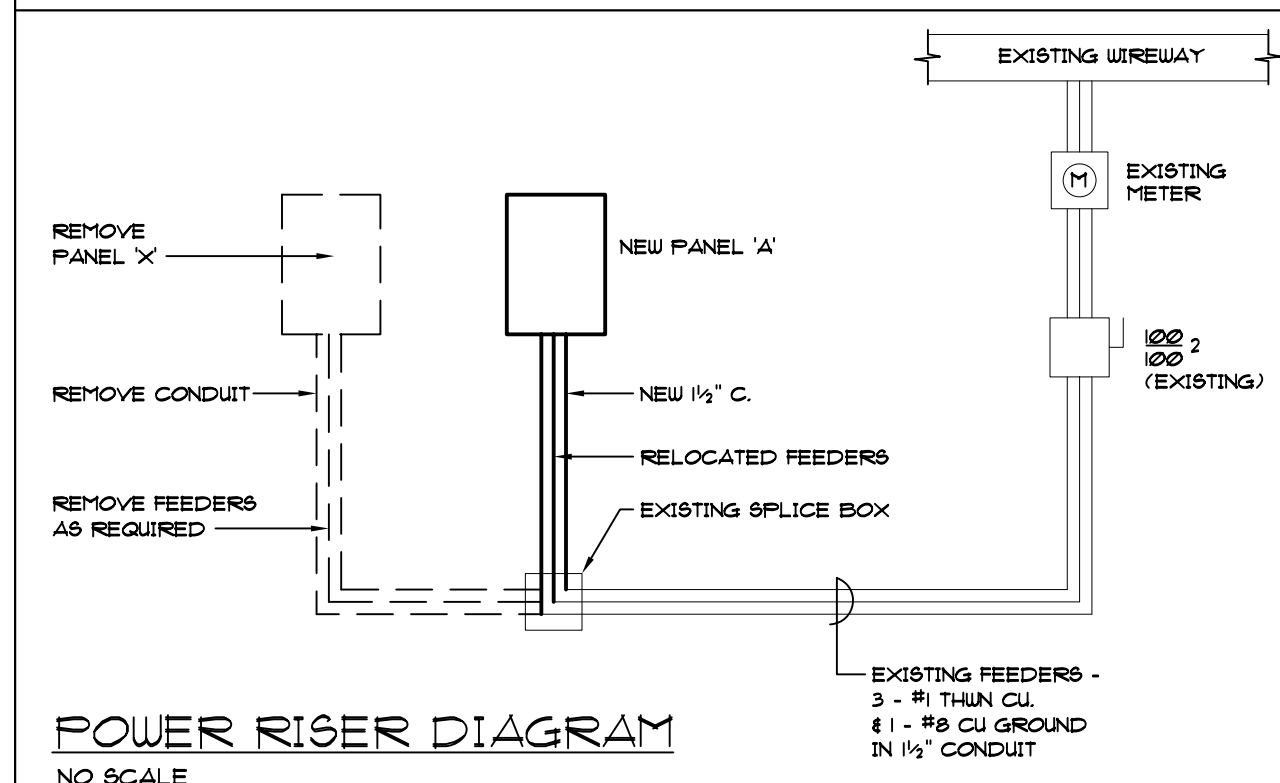 EXISTING WIREWAY
M
EXISTING
METER
REMOVE
PANEL 'X'
NEW PANEL 'A'
100
100 2
(EXISTING)
REMOVE CONDUIT
NEW 1½" C.
RELOCATED FEEDERS
REMOVE FEEDERS
AS REQUIRED
EXISTING SPLICE BOX
EXISTING FEEDERS -
3 - #1 THWN CU.
& 1 - #8 CU GROUND
IN 1½" CONDUIT
POWER RISER DIAGRAM
NO SCALE